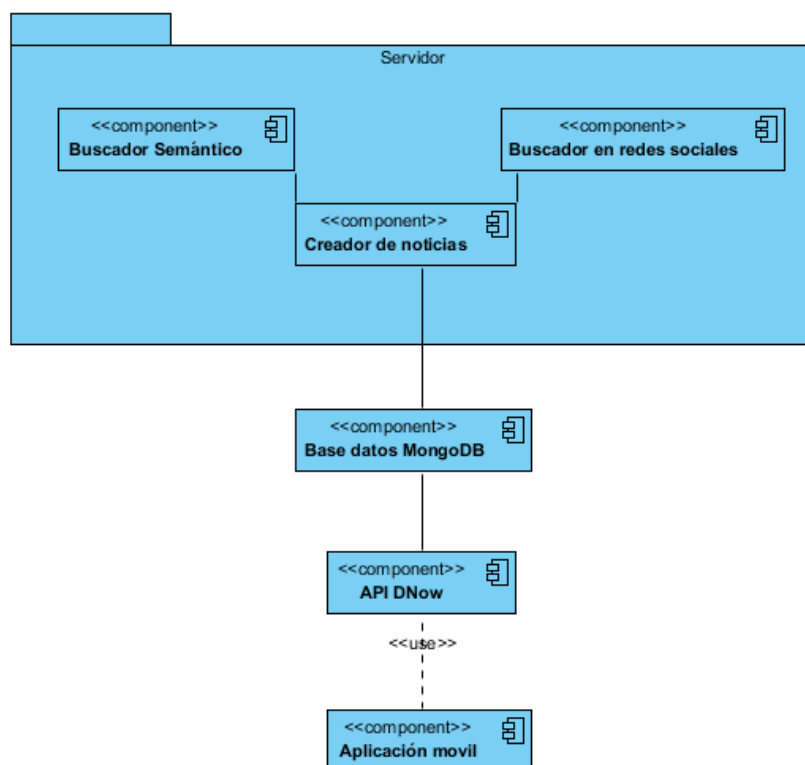 Servidor
<<component>>
Buscador Semántico
<<component>>
Buscador en redes sociales
<<component>>
Creador de noticias
<<component>>
Base datos MongoDB
<<component>>
API DNow
<<use>>
<<component>>
Aplicación movil